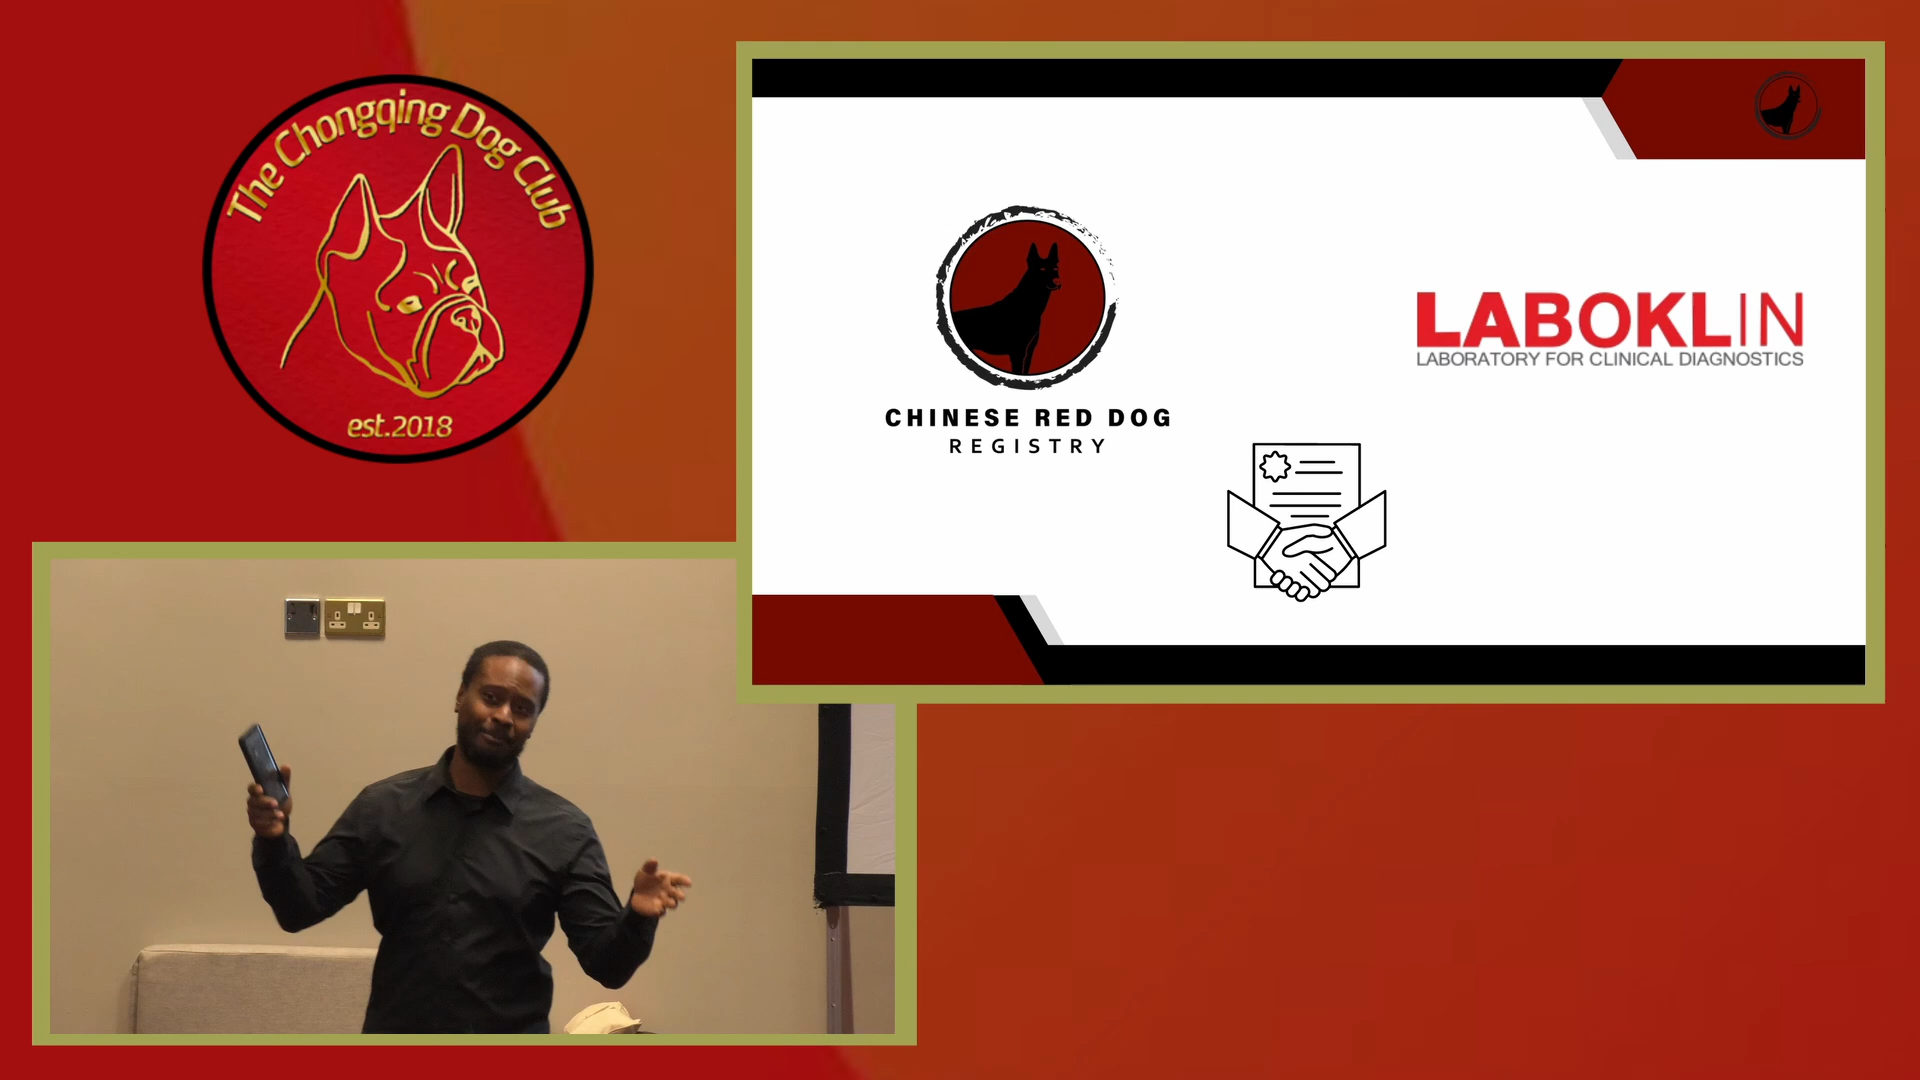 The Chongqing Dog Club
est.2018
CHINESE RED DOG
REGISTRY
LABOKLIN
LABORATORY FOR CLINICAL DIAGNOSTICS